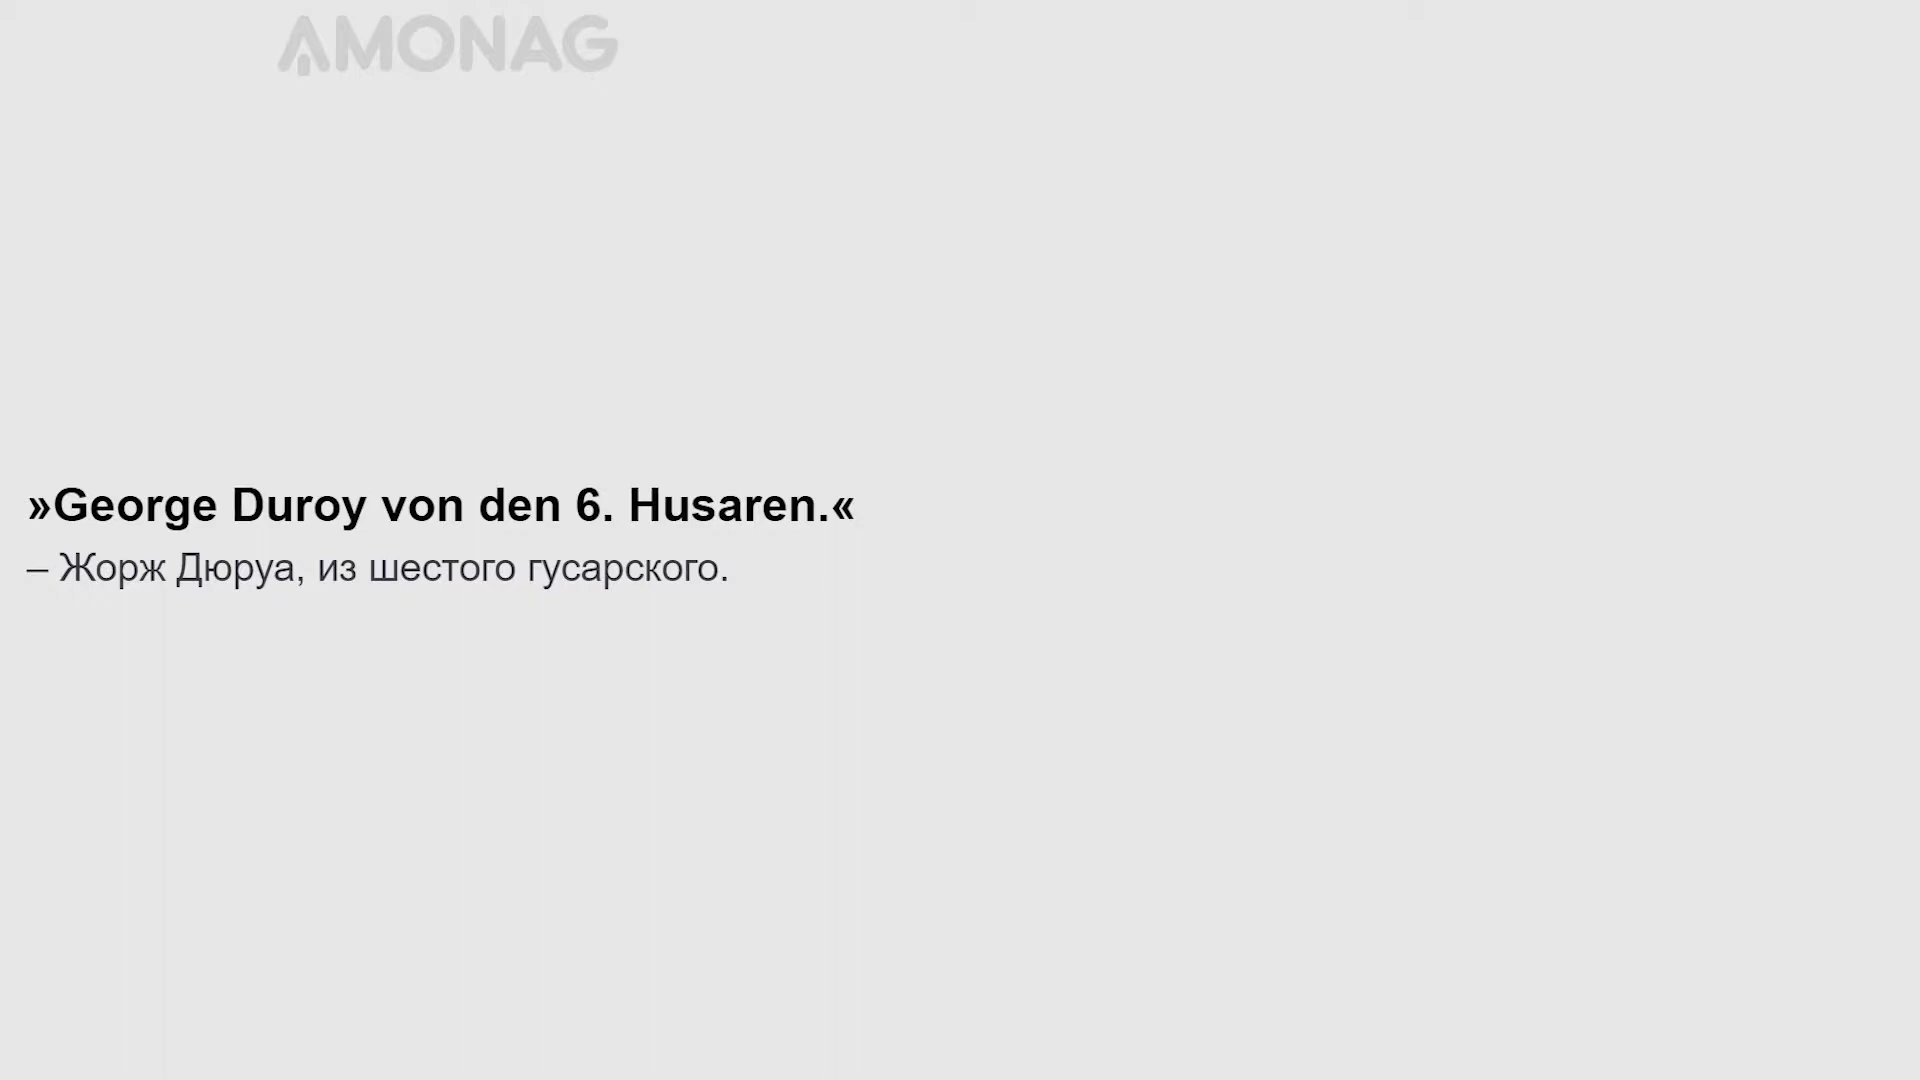 AMONAG
»George Duroy von den 6. Husaren.«
– Жорж Дюруа, из шестого гусарского.